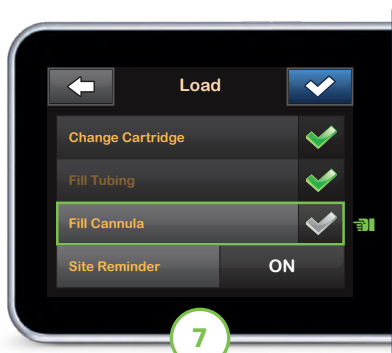 Load
Change Cartridge
Fill Tubing
Fill Cannula
Site Reminder ON
7